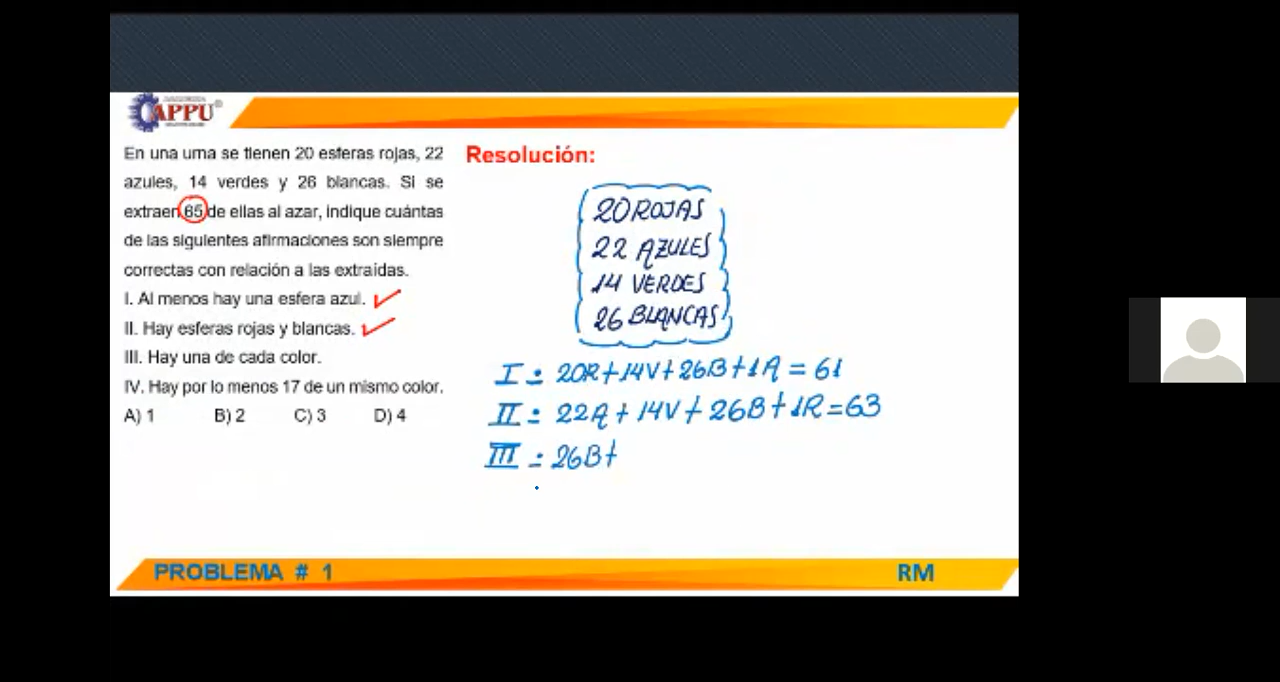 APPU
En una urna se tienen 20 esferas rojas, 22
azules, 14 verdes y 26 blancas. Si se
extraen 65 de ellas al azar, indique cuántas
de las siguientes afirmaciones son siempre
correctas con relación a las extraídas.
I. Al menos hay una esfera azul.
II. Hay esferas rojas y blancas.
III. Hay una de cada color.
IV. Hay por lo menos 17 de un mismo color.
A) 1 B) 2 C) 3 D) 4
Resolución:
20 ROJAS
22 AZULES
14 VERDES
26 BLANCAS
I : 20R+14V+26B+1A = 61
II : 22A+14V+26B+1R=63
III : 26B+
PROBLEMA # 1
RM